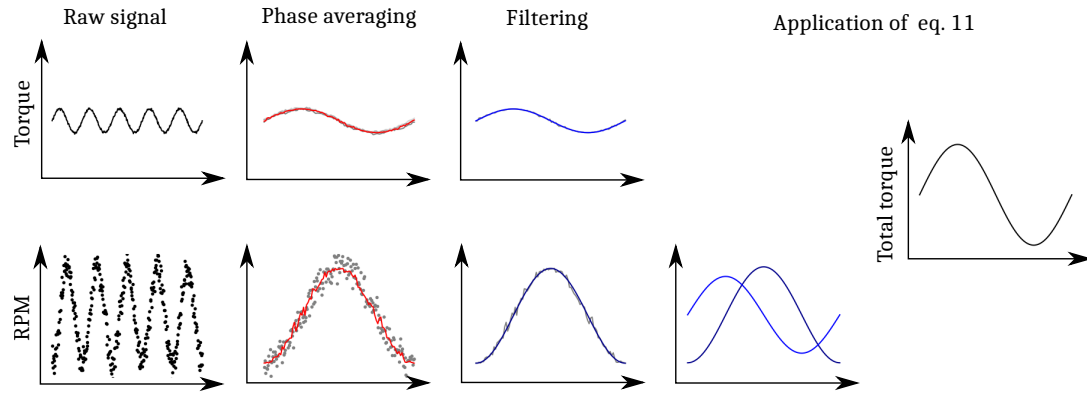 Raw signal
Phase averaging
Filtering
Application of eq. 11
Torque
Total torque
RPM